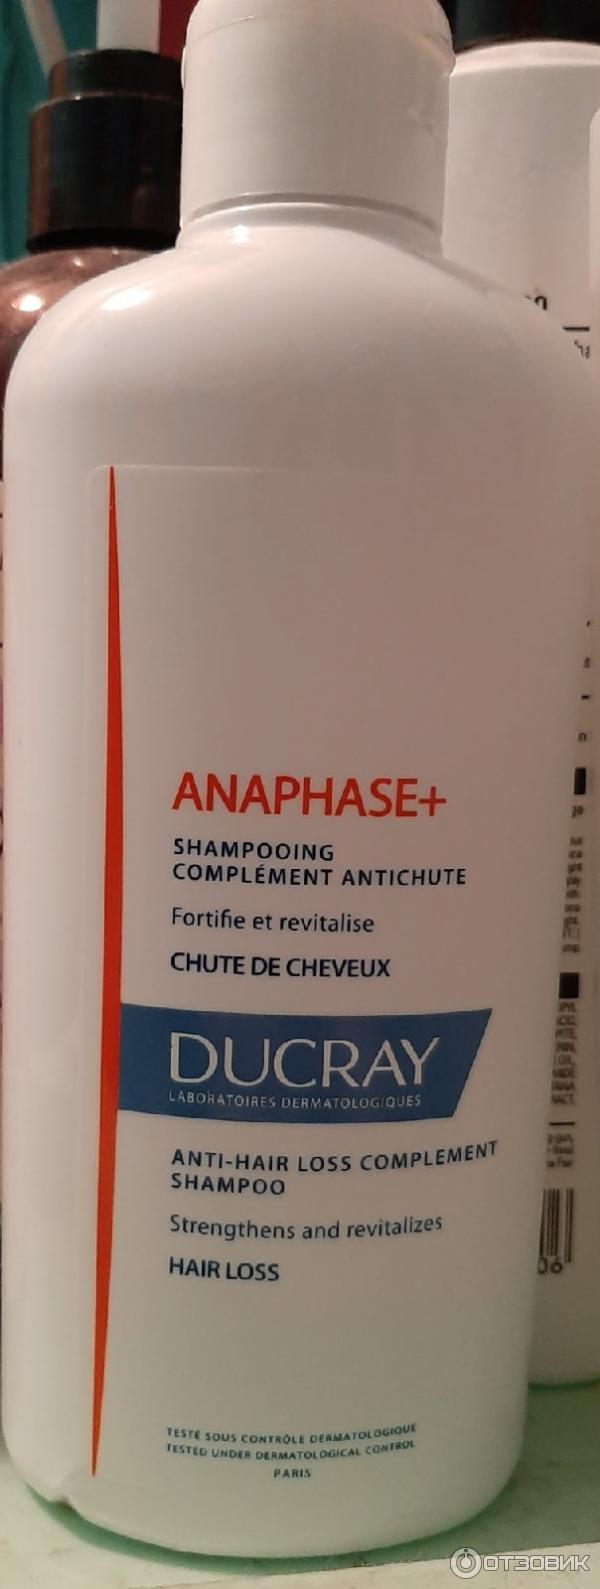 ANAPHASE+
SHAMPOOING
COMPLÉMENT ANTICHUTE
Fortifie et revitalise
CHUTE DE CHEVEUX
DUCRAY
LABORATOIRES DERMATOLOGIQUES
ANTI-HAIR LOSS COMPLEMENT
SHAMPOO
Strengthens and revitalizes
HAIR LOSS
TESTÉ SOUS CONTRÔLE DERMATOLOGIQUE
TESTED UNDER DERMATOLOGICAL CONTROL
PARIS
06
ОТЗОВИК